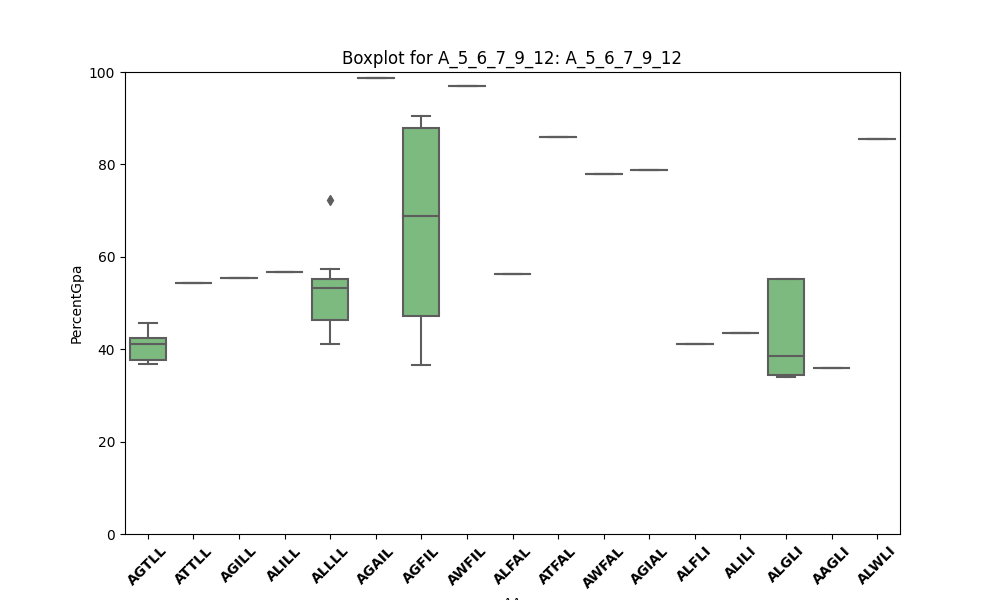 Boxplot for A_5_6_7_9_12: A_5_6_7_9_12
100
80
60
40
20
0
PercentGpa
AGTLL ATTLL AGILL ALILL ALLLL AGAIL AGFIL AWFIL ALFAL ATFAL AWFAL AGIAL ALFLI ALILI ALGLI AAGLI ALWLI